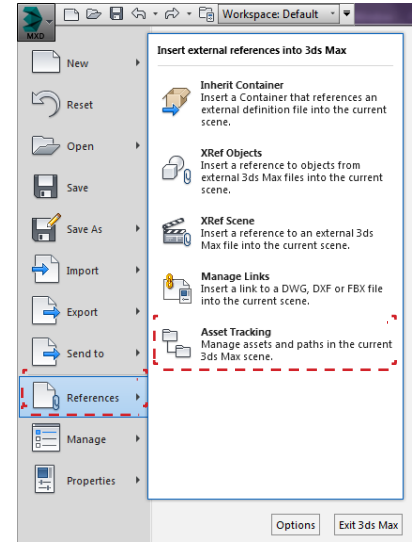 Workspace: Default
MXD
New
Reset
Open
Save
Save As
Import
Export
Send to
References
Manage
Properties
Insert external references into 3ds Max
Inherit Container
Insert a Container that references an
external definition file into the current
scene.
XRef Objects
Insert a reference to objects from
external 3ds Max files into the current
scene.
XRef Scene
Insert a reference to an external 3ds
Max file into the current scene.
Manage Links
Insert a link to a DWG, DXF or FBX file
into the current scene.
Asset Tracking
Manage assets and paths in the current
3ds Max scene.
Options
Exit 3ds Max